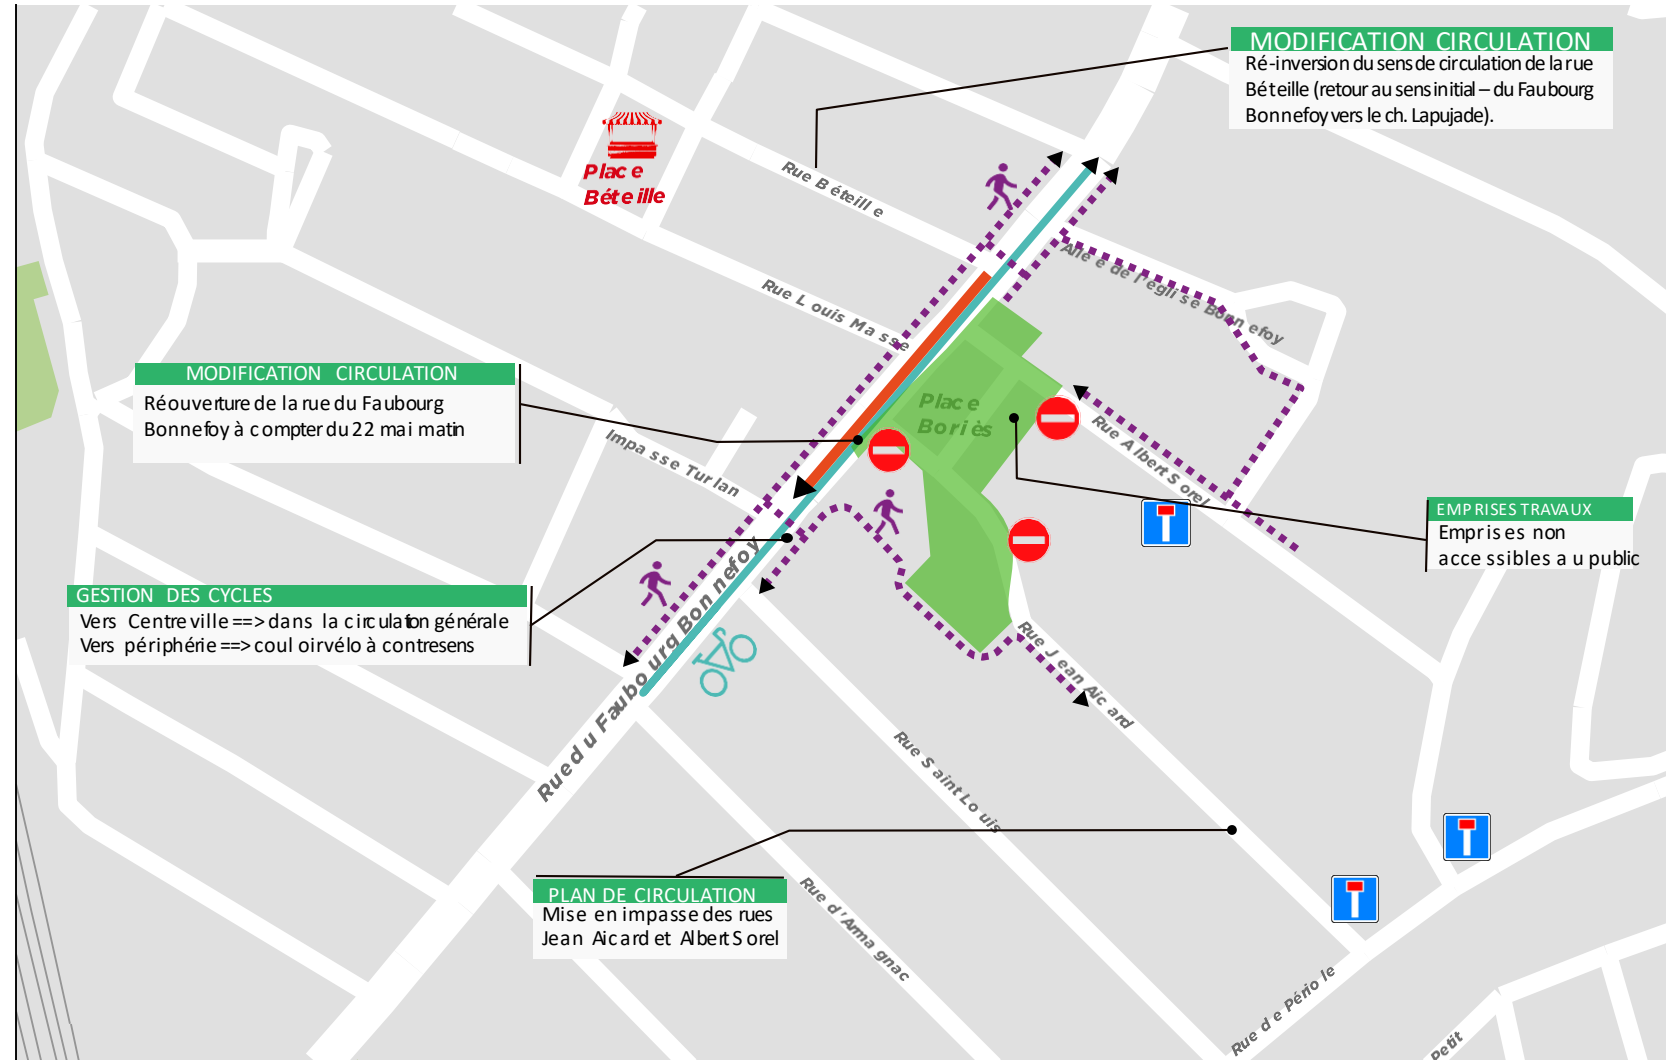 MODIFICATION CIRCULATION
Ré-inversion du sens de circulation de la rue
Béteille (retour au sens initial – du Faubourg
Bonnefoy vers le ch. Lapujade).
Place
Béteille
Rue Béteille
Allée de l'église Bonnefoy
Rue Louis Masse
MODIFICATION CIRCULATION
Réouverture de la rue du Faubourg
Bonnefoy à compter du 22 mai matin
Place
Boriès
Rue Albert Sorel
Impasse Turlan
EMPRISES TRAVAUX
Emprises non
accessibles au public
GESTION DES CYCLES
Vers Centre ville ==> dans la circulation générale
Vers périphérie ==> couloir vélo à contresens
Rue du Faubourg Bonnefoy
Rue Jean Aicard
Rue Saint Louis
PLAN DE CIRCULATION
Mise en impasse des rues
Jean Aicard et Albert Sorel
Rue d'Armagnac
Rue de Périole
Petit